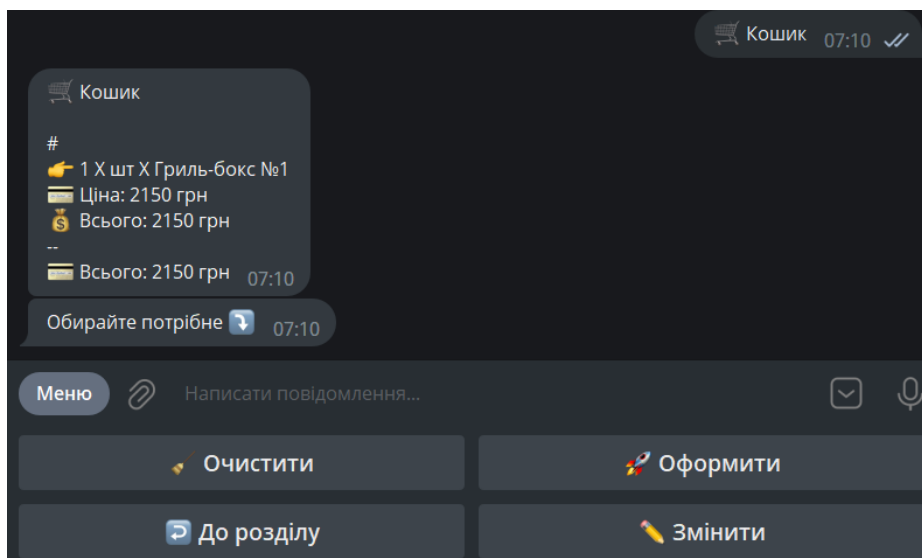 🛒 Кошик 07:10
🛒 Кошик
#
👉 1 X шт X Гриль-бокс №1
💳 Ціна: 2150 грн
💰 Всього: 2150 грн
--
💳 Всього: 2150 грн 07:10
Обирайте потрібне ⤵️ 07:10
Меню Написати повідомлення...
🧹 Очистити 🚀 Оформити
↩️ До розділу ✏️ Змінити